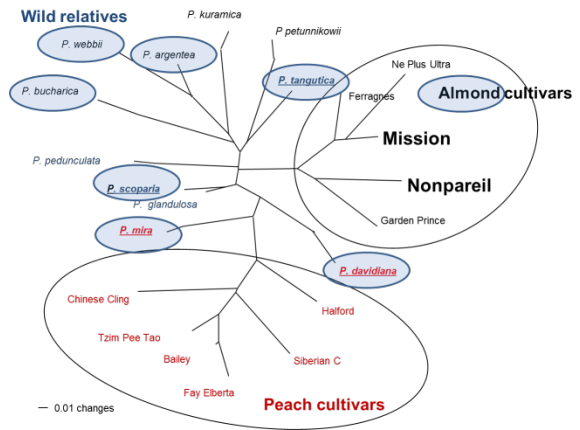 Wild relatives
P. kuramica
P petunnikowii
P. webbii
P. argentea
Ne Plus Ultra
P. tangutica
P. bucharica
Ferragnes
Almond cultivars
Mission
P. pedunculata
P. scoparia
Nonpareil
P. glandulosa
Garden Prince
P. mira
P. davidiana
Chinese Cling
Halford
Tzim Pee Tao
Bailey
Siberian C
Fay Elberta
Peach cultivars
0.01 changes